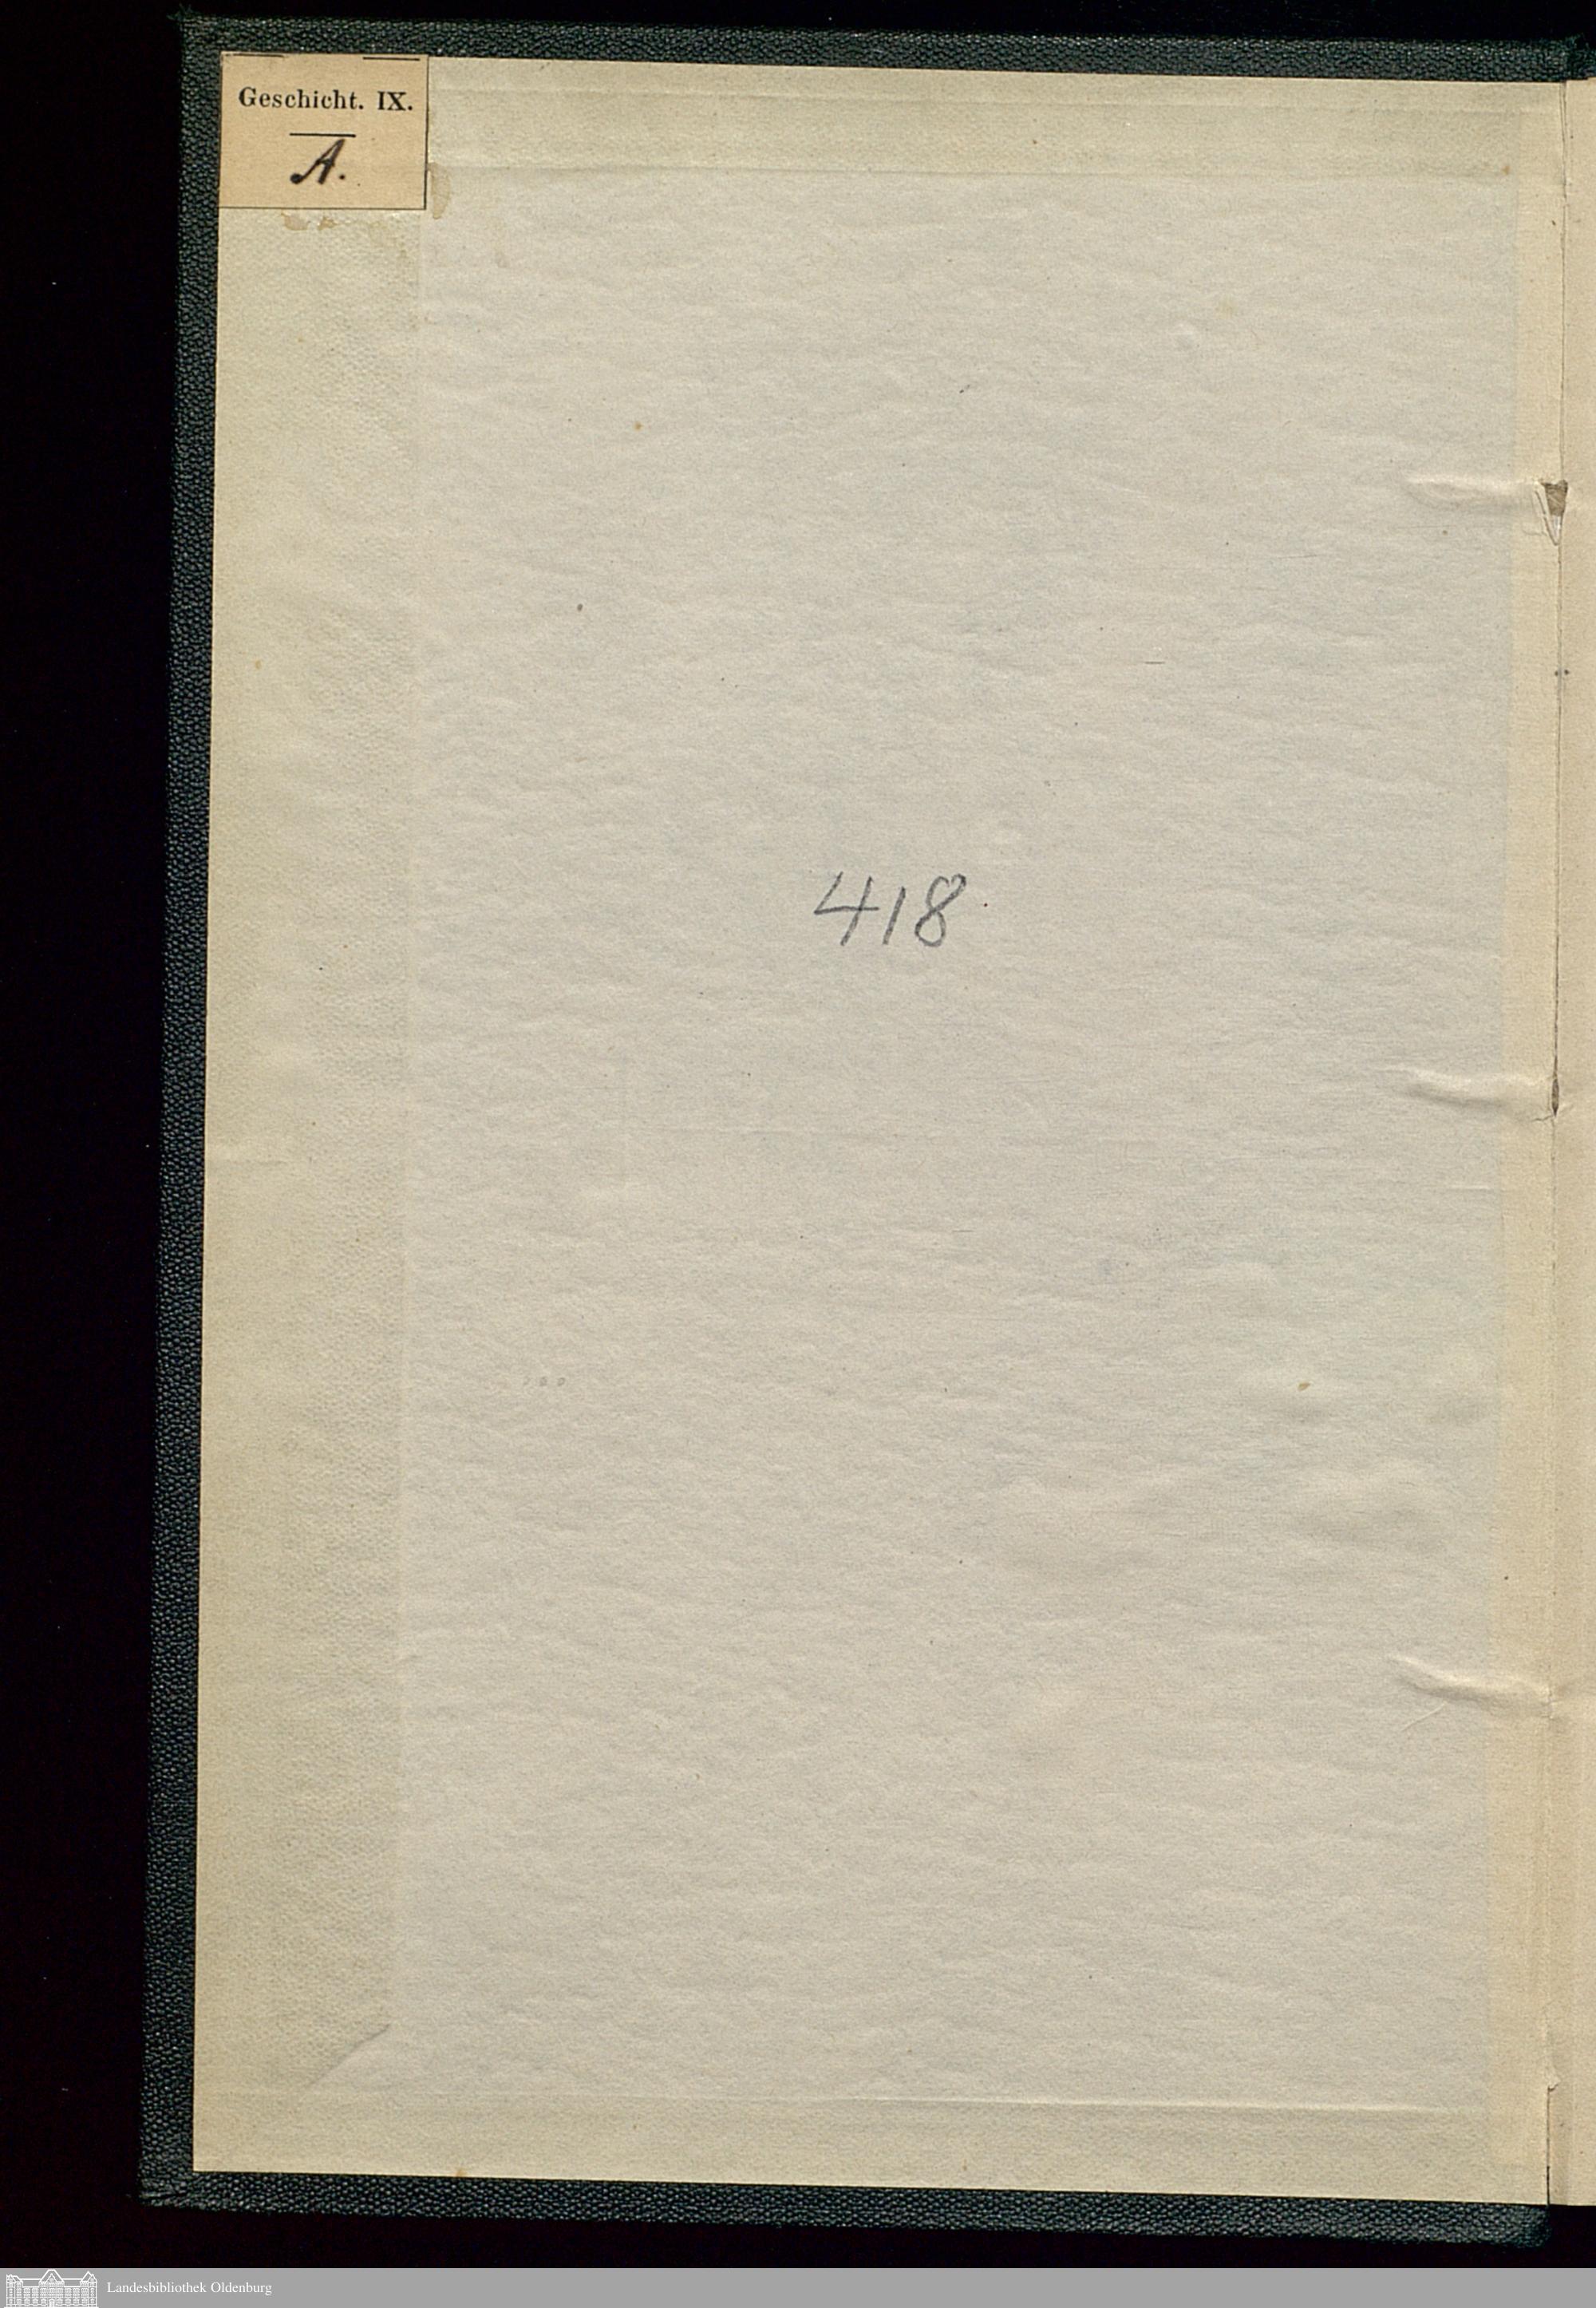 Geschicht. IX.
A.
418
Landesbibliothek Oldenburg